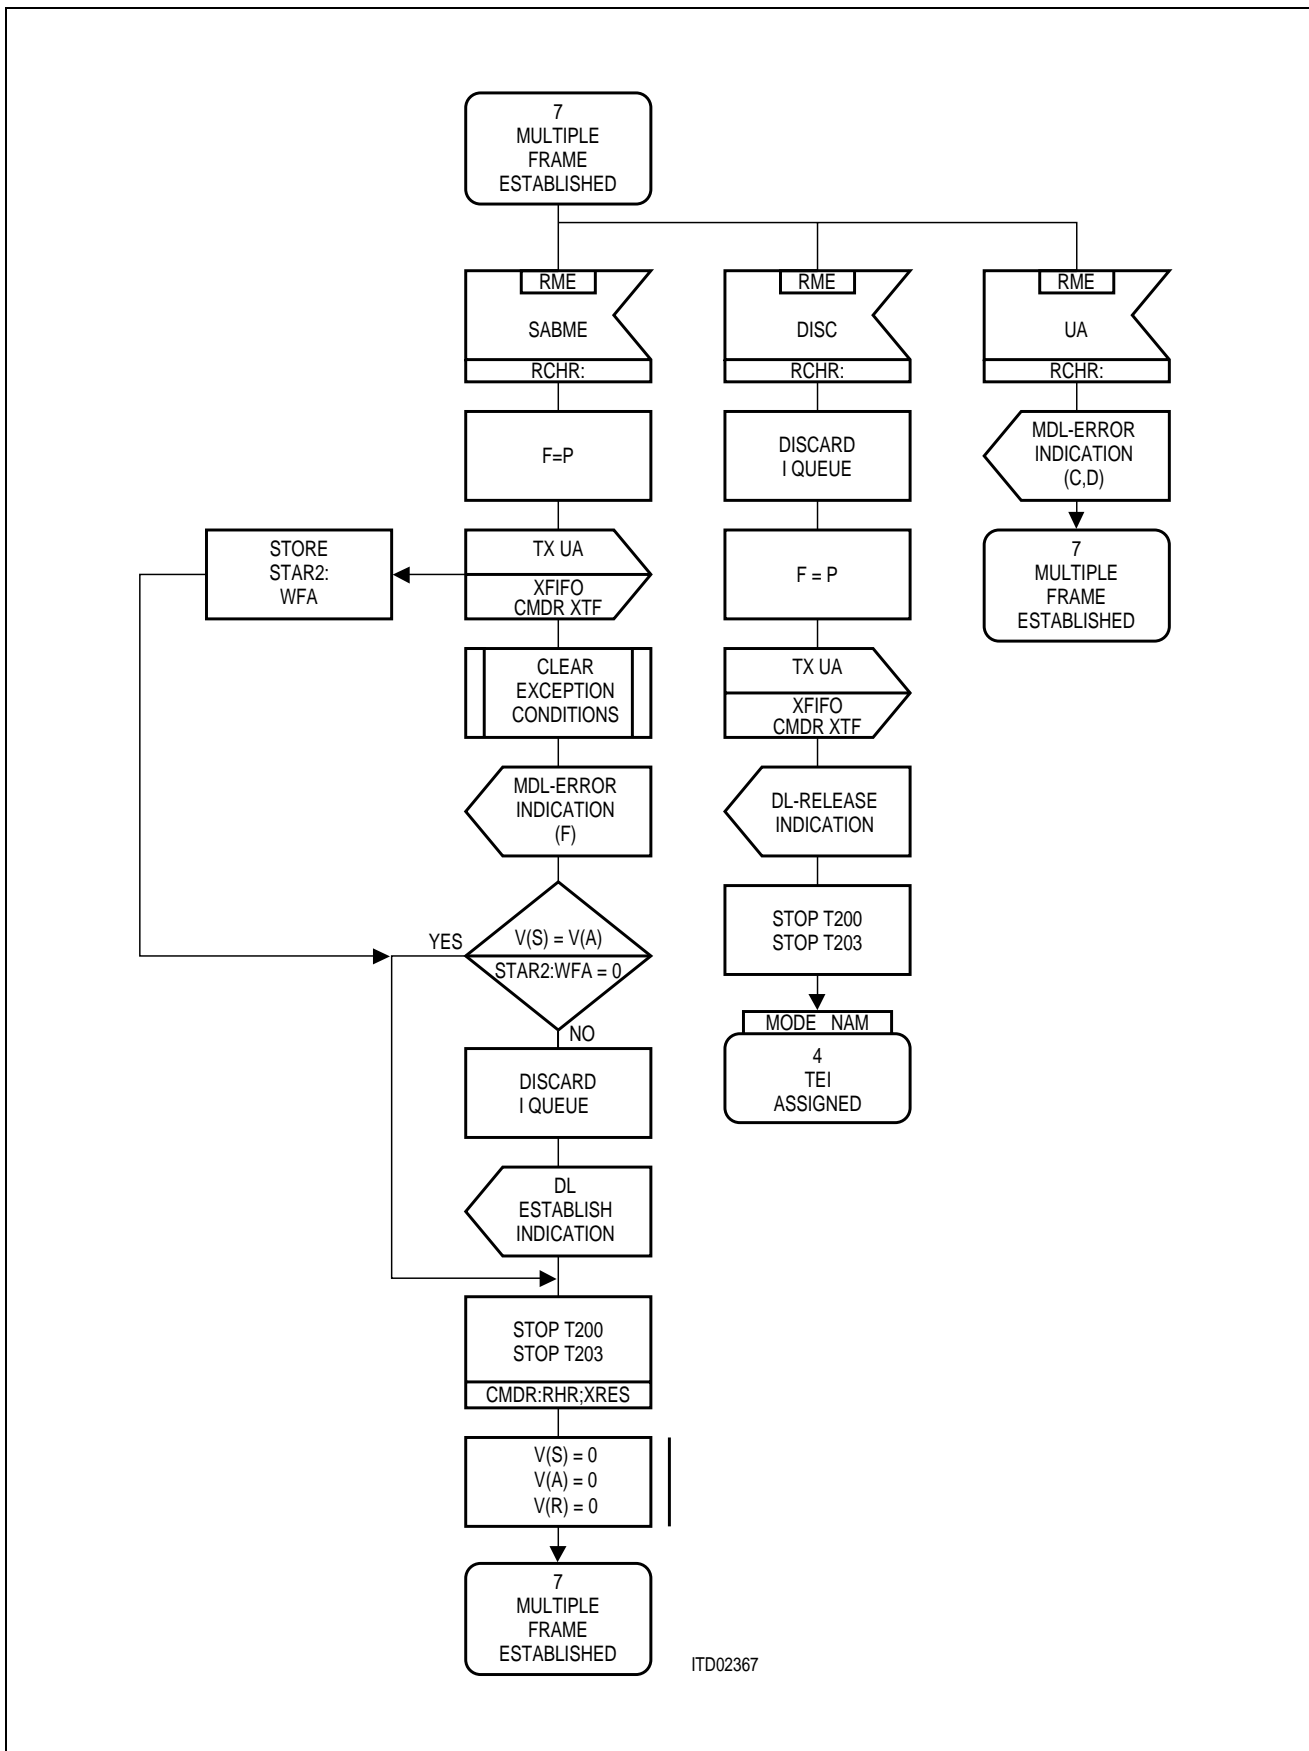 7
MULTIPLE
FRAME
ESTABLISHED
RME
SABME
RCHR:
RME
DISC
RCHR:
RME
UA
RCHR:
F=P
DISCARD
I QUEUE
MDL-ERROR
INDICATION
(C,D)
STORE
STAR2:
WFA
TX UA
XFIFO
CMDR XTF
F = P
7
MULTIPLE
FRAME
ESTABLISHED
CLEAR
EXCEPTION
CONDITIONS
TX UA
XFIFO
CMDR XTF
MDL-ERROR
INDICATION
(F)
DL-RELEASE
INDICATION
YES
V(S) = V(A)
STAR2:WFA = 0
NO
STOP T200
STOP T203
MODE NAM
4
TEI
ASSIGNED
DISCARD
I QUEUE
DL
ESTABLISH
INDICATION
STOP T200
STOP T203
CMDR:RHR;XRES
V(S) = 0
V(A) = 0
V(R) = 0
7
MULTIPLE
FRAME
ESTABLISHED
ITD02367